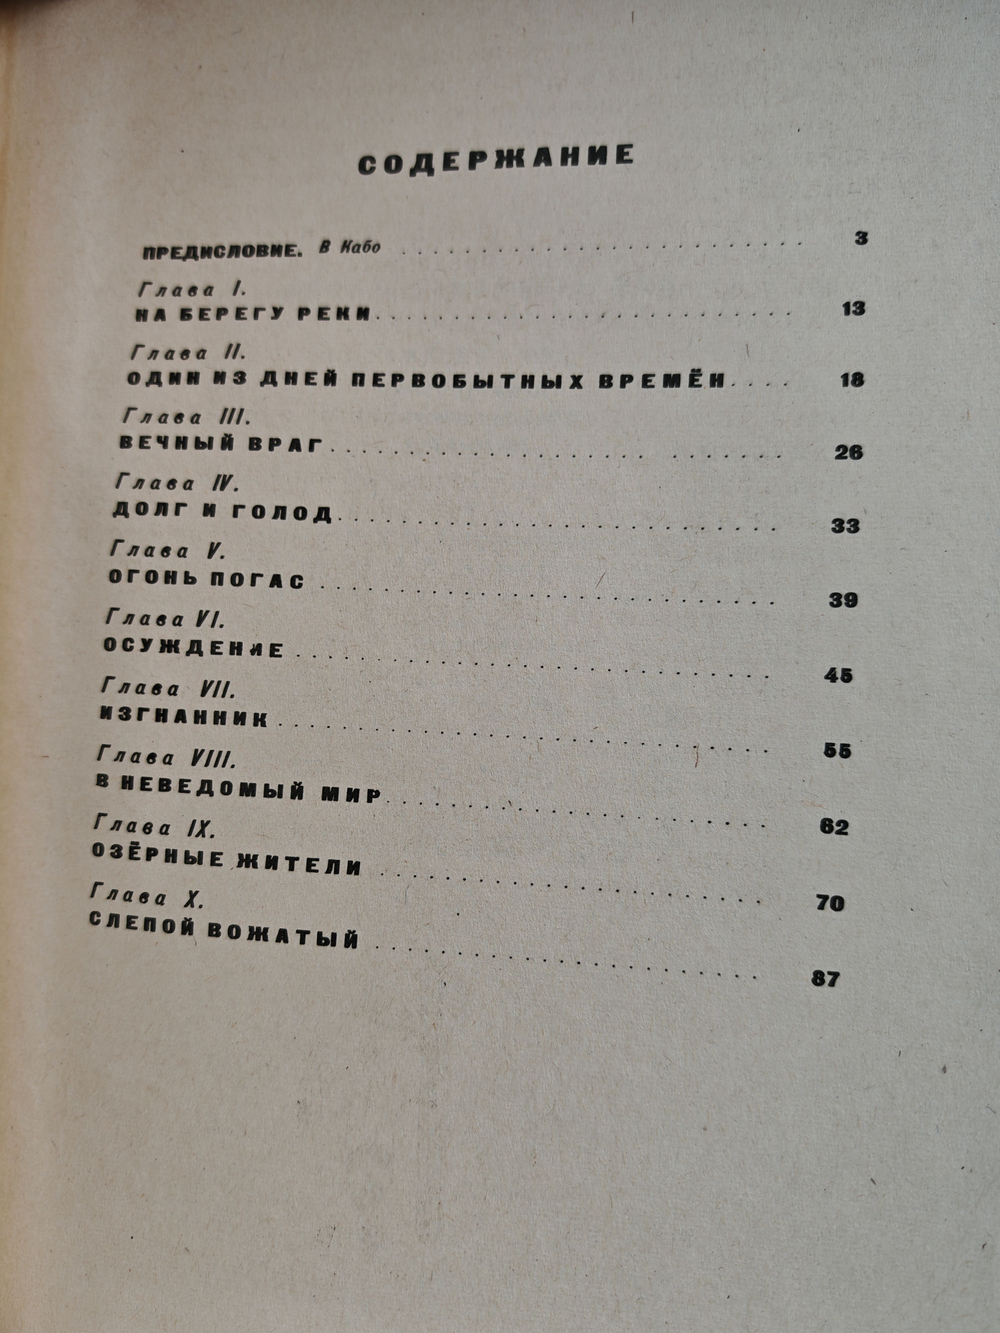 СОДЕРЖАНИЕ
ПРЕДИСЛОВИЕ. В Кабо . . . . . . . . . . . . . . . . . . . . . . . . 3
Глава I.
НА БЕРЕГУ РЕКИ. . . . . . . . . . . . . . . . . . . . . . . . . 13
Глава II.
ОДИН ИЗ ДНЕЙ ПЕРВОБЫТНЫХ ВРЕМЁН. . . . 18
Глава III.
ВЕЧНЫЙ ВРАГ . . . . . . . . . . . . . . . . . . . . . . . . . 26
Глава IV.
ДОЛГ И ГОЛОД. . . . . . . . . . . . . . . . . . . . . . . . . 33
Глава V.
ОГОНЬ ПОГАС . . . . . . . . . . . . . . . . . . . . . . . . . 39
Глава VI.
ОСУЖДЕНИЕ . . . . . . . . . . . . . . . . . . . . . . . . . . 45
Глава VII.
ИЗГНАННИК . . . . . . . . . . . . . . . . . . . . . . . . . . . 55
Глава VIII.
В НЕВЕДОМЫЙ МИР. . . . . . . . . . . . . . . . . . . . . 62
Глава IX.
ОЗЁРНЫЕ ЖИТЕЛИ . . . . . . . . . . . . . . . . . . . . . 70
Глава X.
СЛЕПОЙ ВОЖАТЫЙ . . . . . . . . . . . . . . . . . . . . . 87